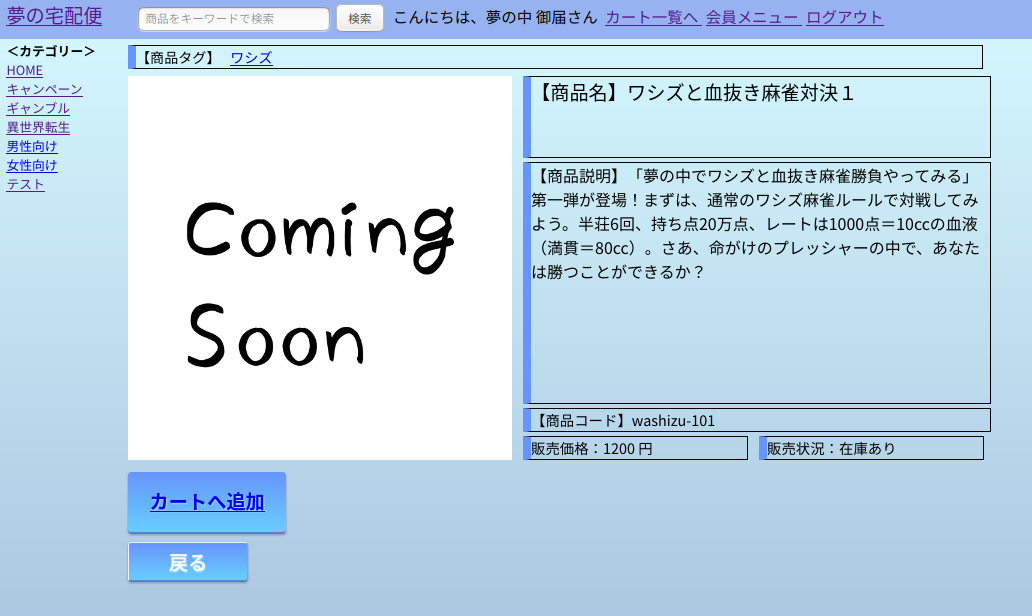 夢の宅配便 商品をキーワードで検索 検索 こんにちは、夢の中 御届さん カート一覧へ 会員メニュー ログアウト
＜カテゴリー＞
HOME
キャンペーン
ギャンブル
異世界転生
男性向け
女性向け
テスト
【商品タグ】 ワシズ
Coming
Soon
【商品名】ワシズと血抜き麻雀対決１
【商品説明】「夢の中でワシズと血抜き麻雀勝負やってみる」
第一弾が登場！まずは、通常のワシズ麻雀ルールで対戦してみ
よう。半荘6回、持ち点20万点、レートは1000点＝10ccの血液
（満貫＝80cc）。さあ、命がけのプレッシャーの中で、あなた
は勝つことができるか？
【商品コード】washizu-101
販売価格：1200 円 販売状況：在庫あり
カートへ追加
戻る